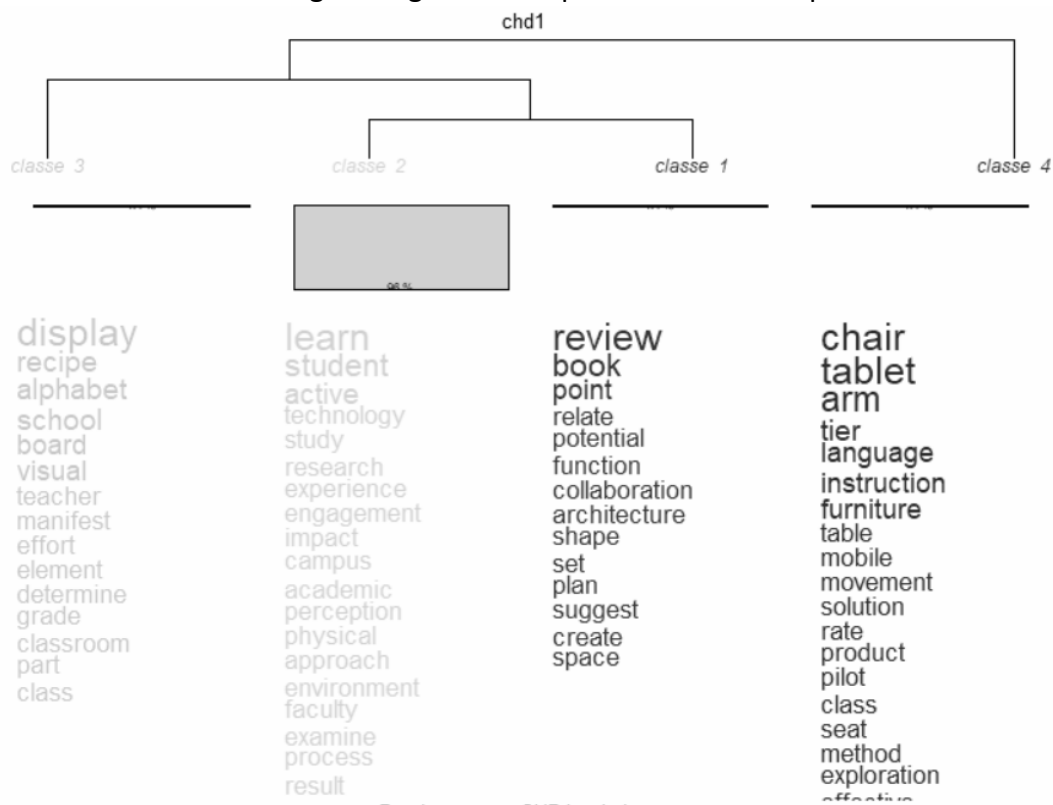 chd1
classe 3
classe 2
classe 1
classe 4
display
recipe
alphabet
school
board
visual
teacher
manifest
effort
element
determine
grade
classroom
part
class
learn
student
active
technology
study
research
experience
engagement
impact
campus
academic
perception
physical
approach
environment
faculty
examine
process
result
review
book
point
relate
potential
function
collaboration
architecture
shape
set
plan
suggest
create
space
chair
tablet
arm
tier
language
instruction
furniture
table
mobile
movement
solution
rate
product
pilot
class
seat
method
exploration